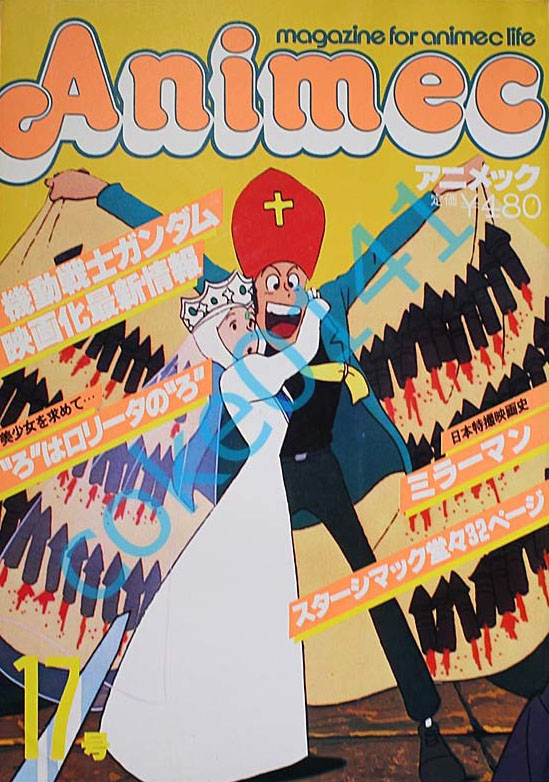 magazine for animec life
Animec
アニメック
定価 ¥480
機動戦士ガンダム
映画化最新情報
美少女を求めて…
"ろ"はロリータの"ろ"
日本特撮映画史
ミラーマン
スターシマック堂々32ページ
17号
coke0141